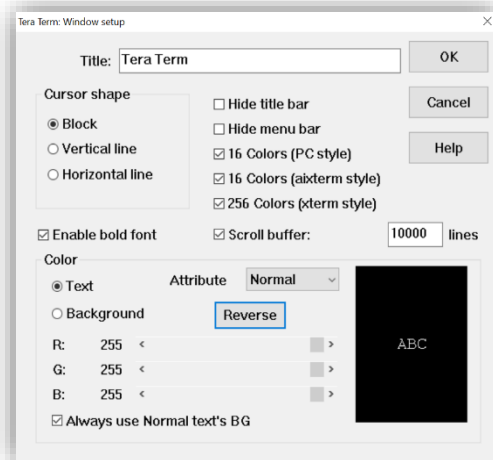 Tera Term: Window setup
Title: Tera Term
OK
Cursor shape
Block
Vertical line
Horizontal line
Hide title bar
Hide menu bar
16 Colors (PC style)
16 Colors (aixterm style)
256 Colors (xterm style)
Cancel
Help
Enable bold font
Scroll buffer: 10000 lines
Color
Text
Attribute Normal
Background
Reverse
R: 255
G: 255
B: 255
Always use Normal text's BG
ABC